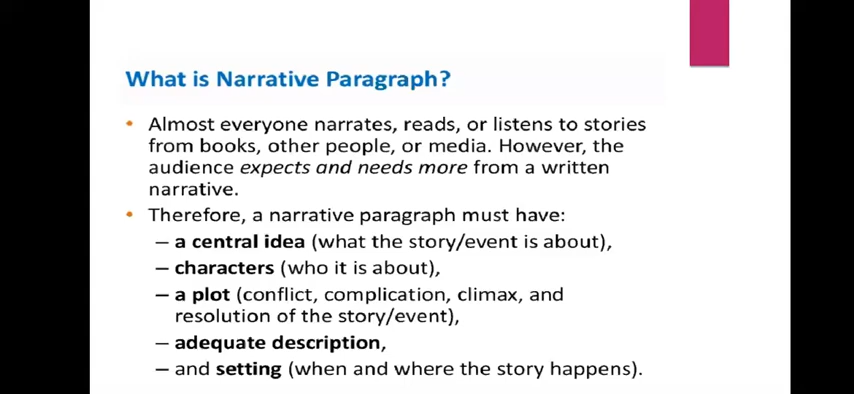 What is Narrative Paragraph?
• Almost everyone narrates, reads, or listens to stories
from books, other people, or media. However, the
audience expects and needs more from a written
narrative.
• Therefore, a narrative paragraph must have:
– a central idea (what the story/event is about),
– characters (who it is about),
– a plot (conflict, complication, climax, and
resolution of the story/event),
– adequate description,
– and setting (when and where the story happens).